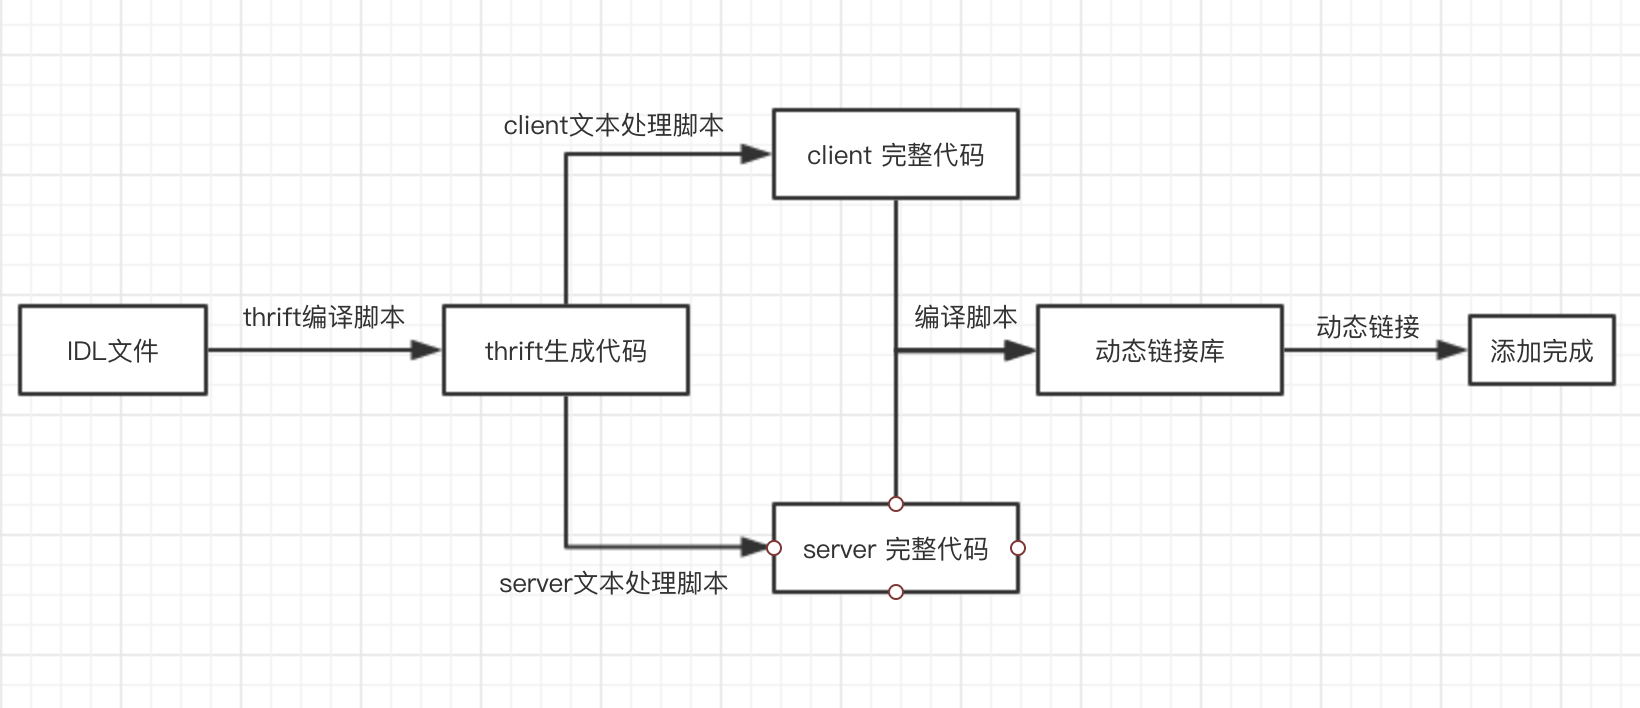 client文本处理脚本
client 完整代码
IDL文件
thrift编译脚本
thrift生成代码
编译脚本
动态链接库
动态链接
添加完成
server 完整代码
server文本处理脚本